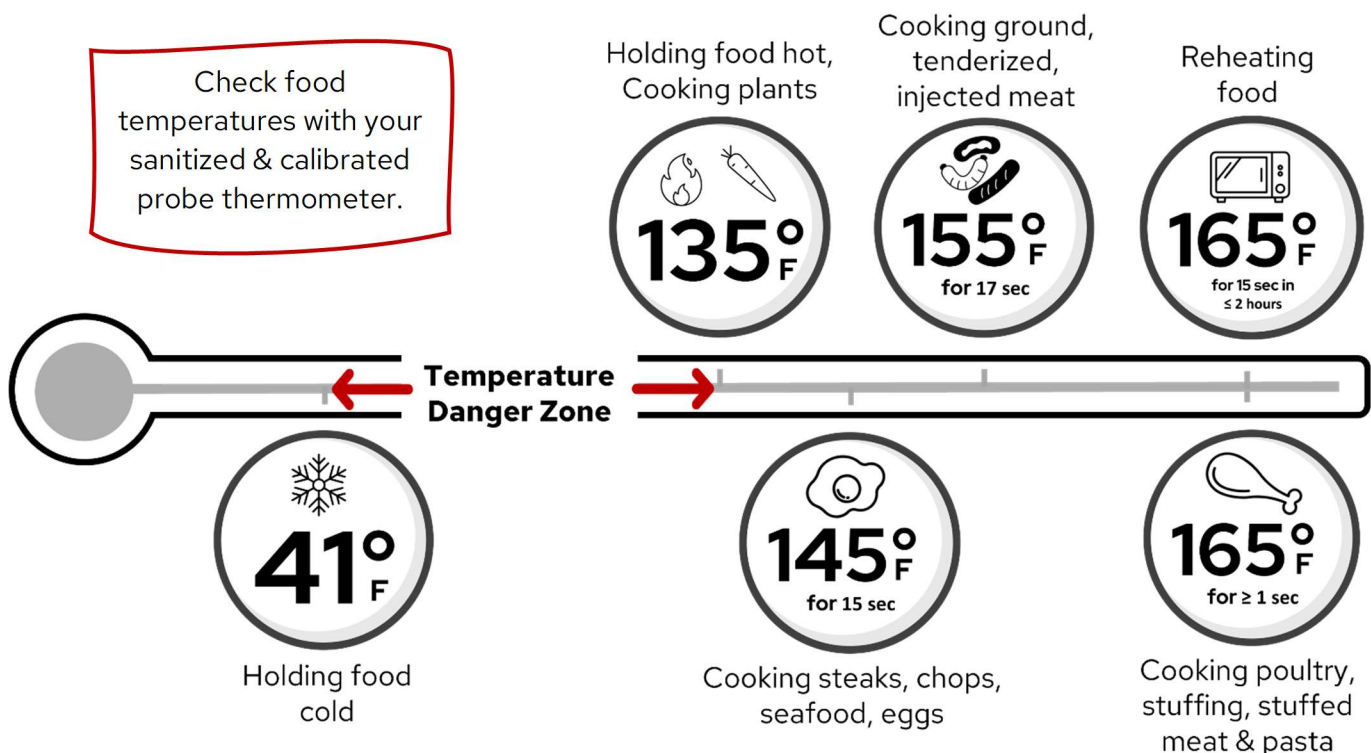 Check food
temperatures with your
sanitized & calibrated
probe thermometer.
Holding food hot,
Cooking plants
135°F
Cooking ground,
tenderized,
injected meat
155°F
for 17 sec
Reheating
food
165°F
for 15 sec in
≤ 2 hours
Temperature
Danger Zone
41°F
Holding food
cold
145°F
for 15 sec
Cooking steaks, chops,
seafood, eggs
165°F
for ≥ 1 sec
Cooking poultry,
stuffing, stuffed
meat & pasta